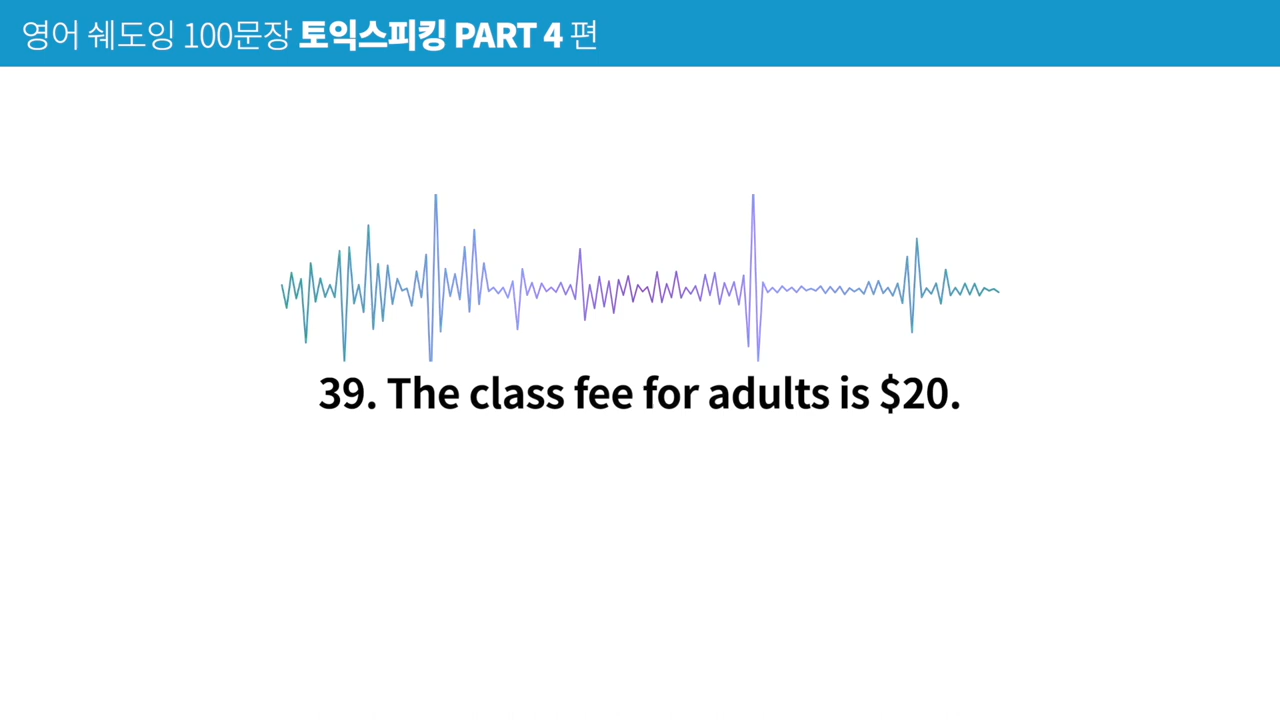 영어 쉐도잉 100문장 토익스피킹 PART 4 편
39. The class fee for adults is $20.